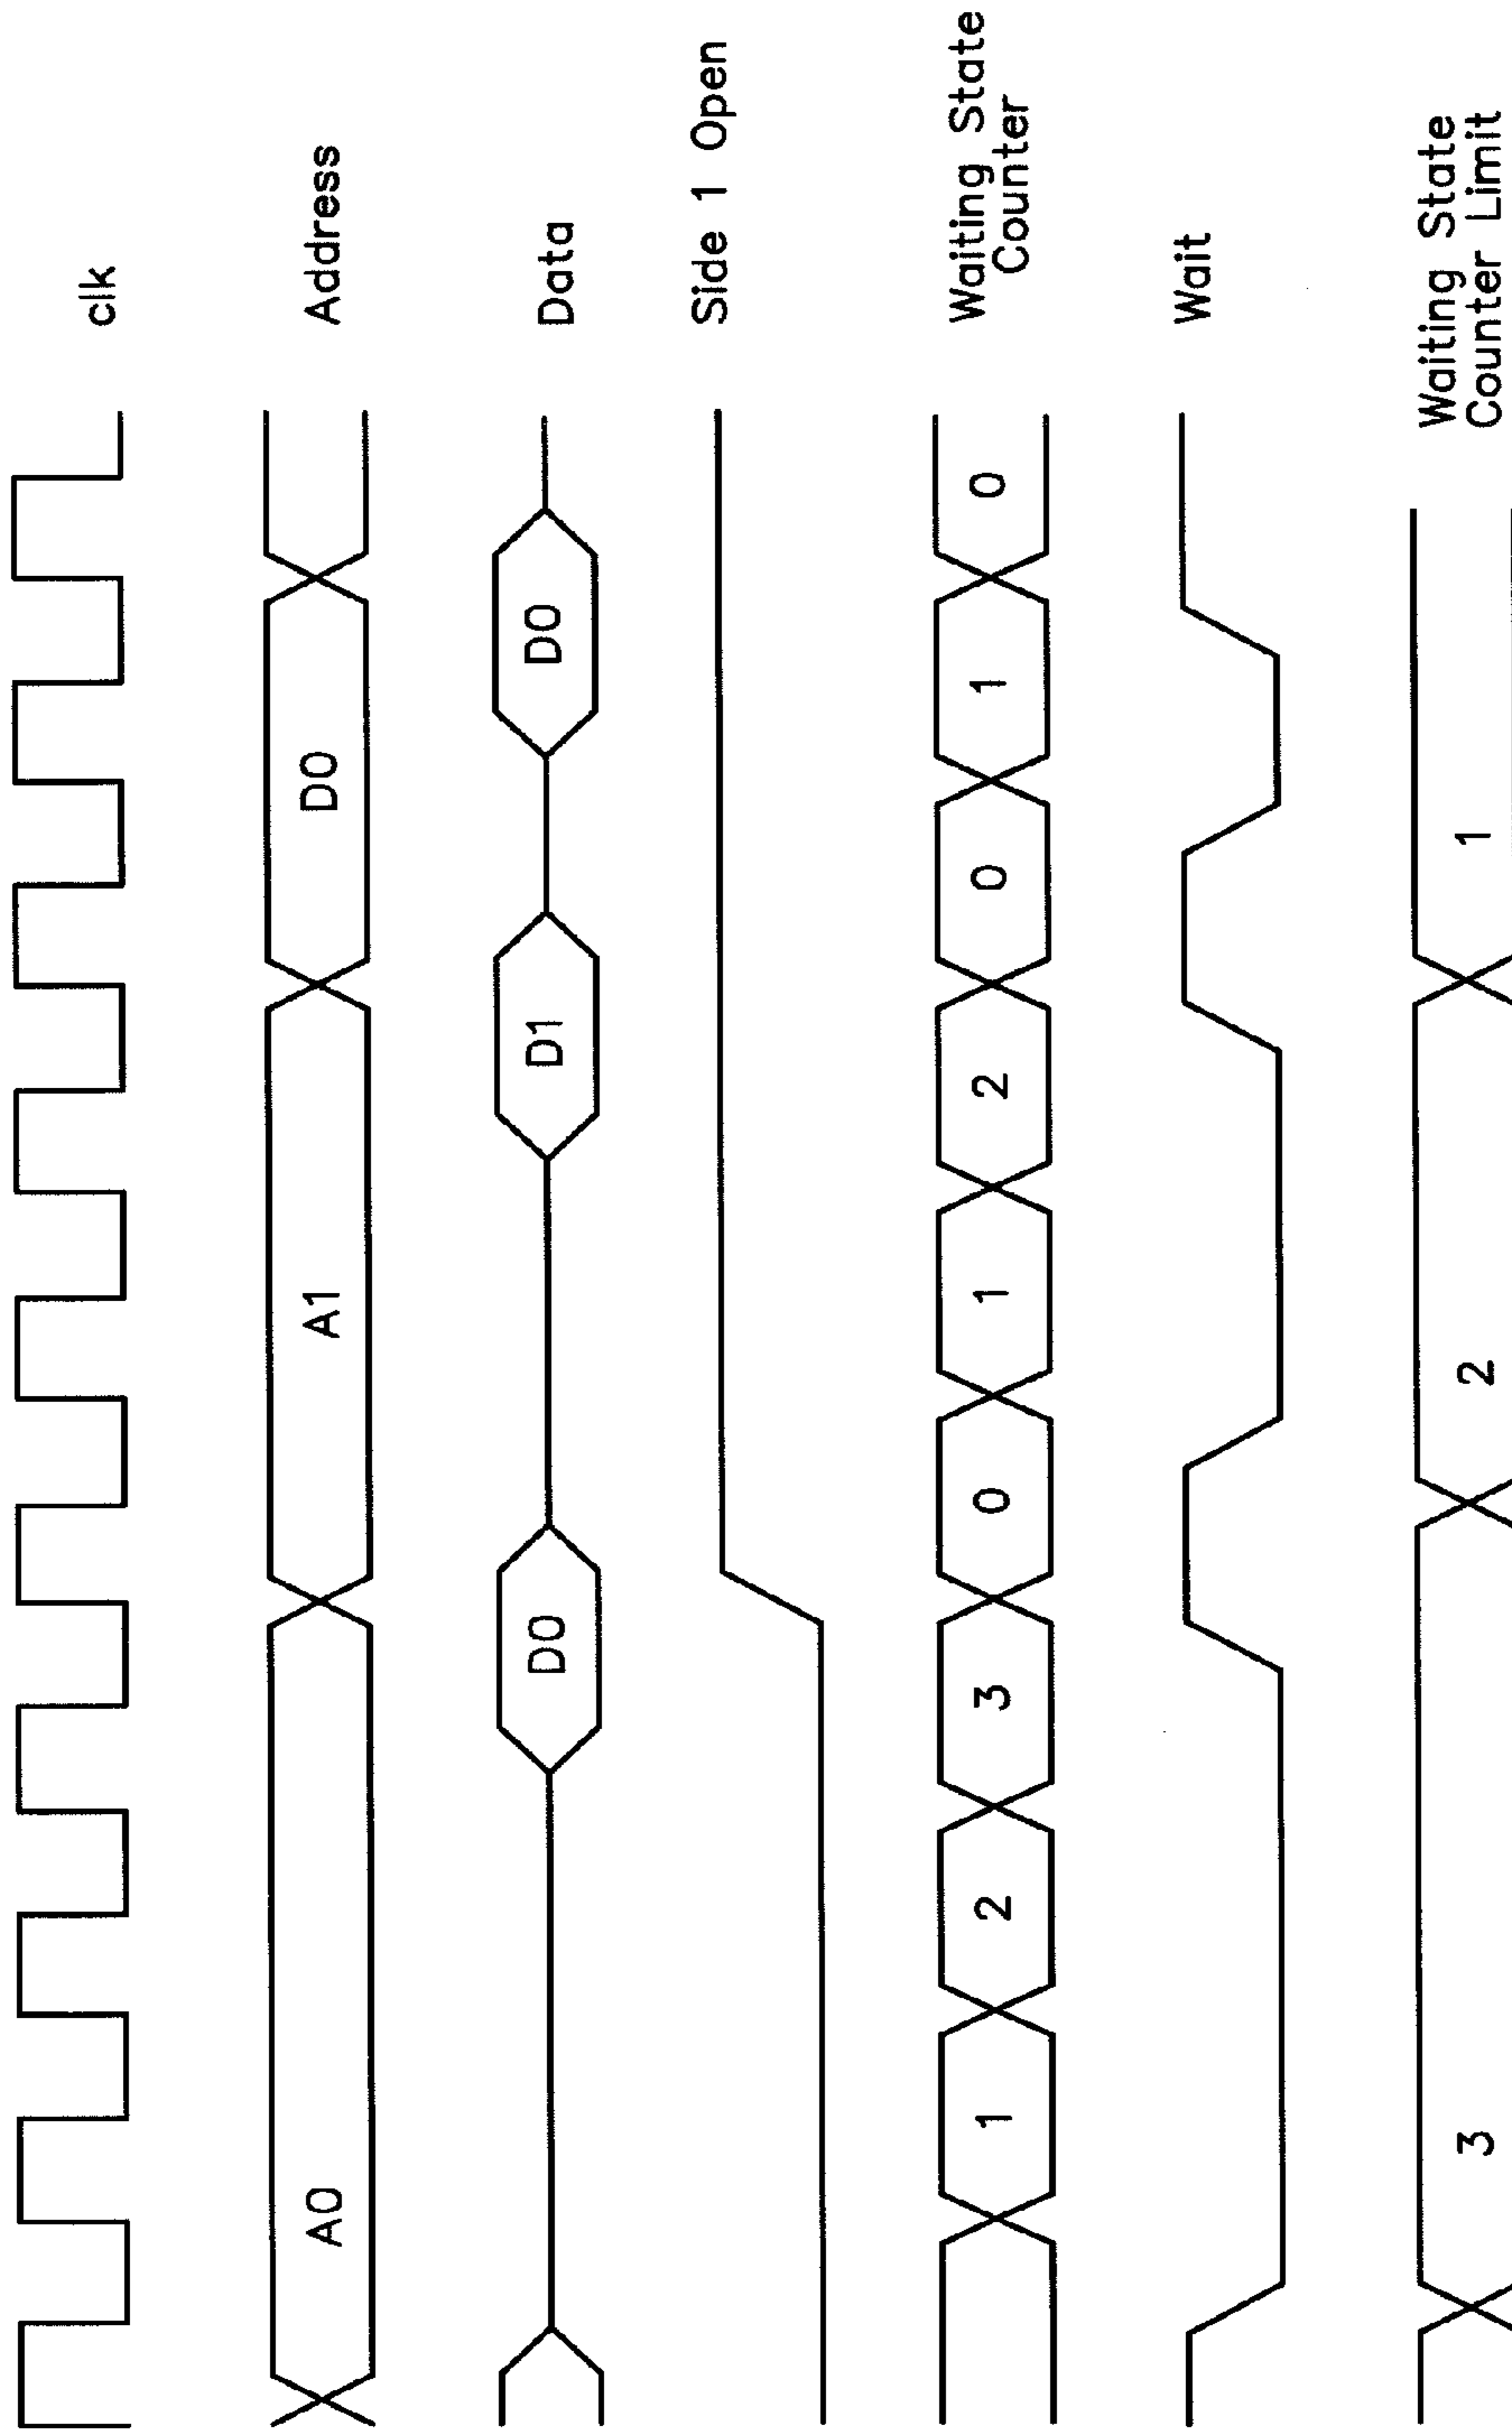 clk
A0 A1 D0 Address
D0 D1 D0 Data
Side 1 Open
1 2 3 0 1 2 0 1 0 Waiting State
Counter
Wait
3 2 1 Waiting State
Counter Limit